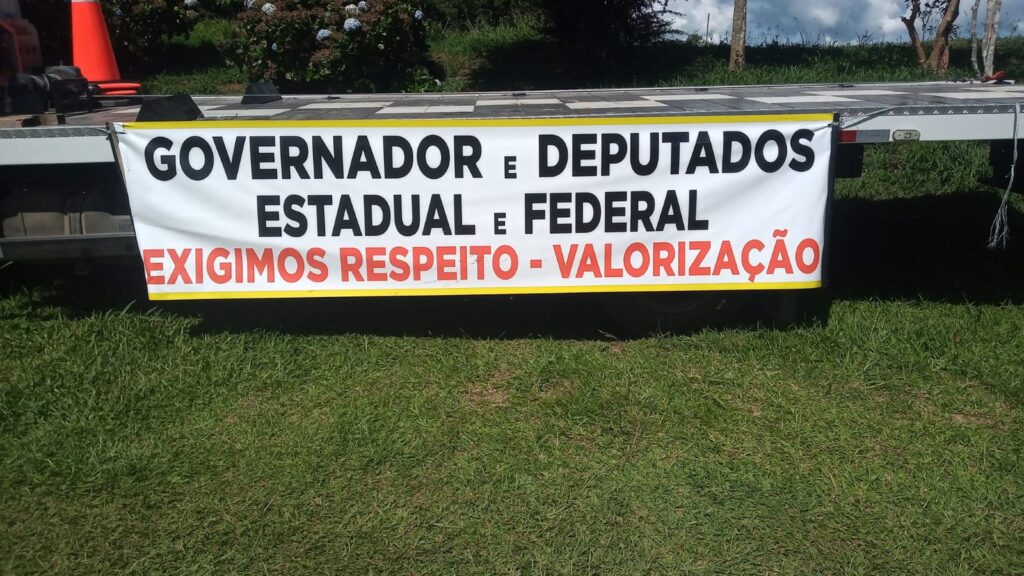 GOVERNADOR E DEPUTADOS
ESTADUAL E FEDERAL
EXIGIMOS RESPEITO - VALORIZAÇÃO